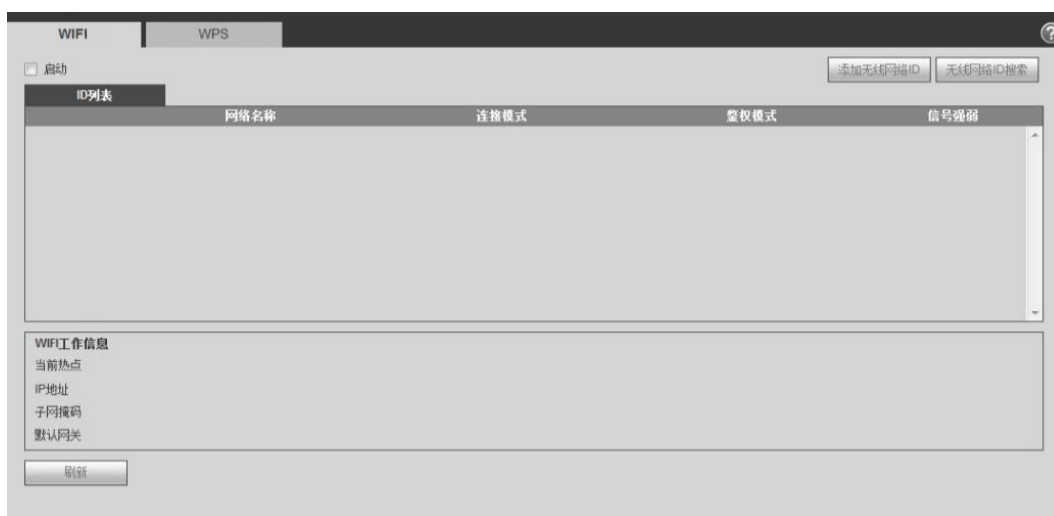 WIFI WPS ?
启动 添加无线网络ID 无线网络ID搜索
ID列表
网络名称 连接模式 鉴权模式 信号强弱
WIFI工作信息
当前热点
IP地址
子网掩码
默认网关
刷新